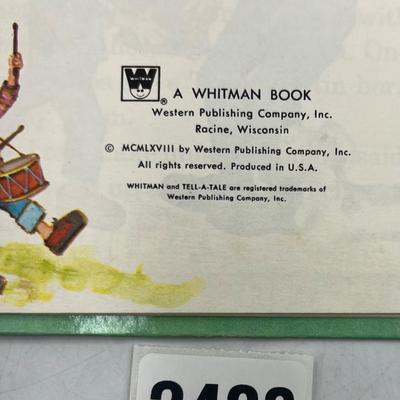 WHITMAN
®
A WHITMAN BOOK
Western Publishing Company, Inc.
Racine, Wisconsin
© MCMLXVIII by Western Publishing Company, Inc.
All rights reserved. Produced in U.S.A.
WHITMAN and TELL-A-TALE are registered trademarks of
Western Publishing Company, Inc.